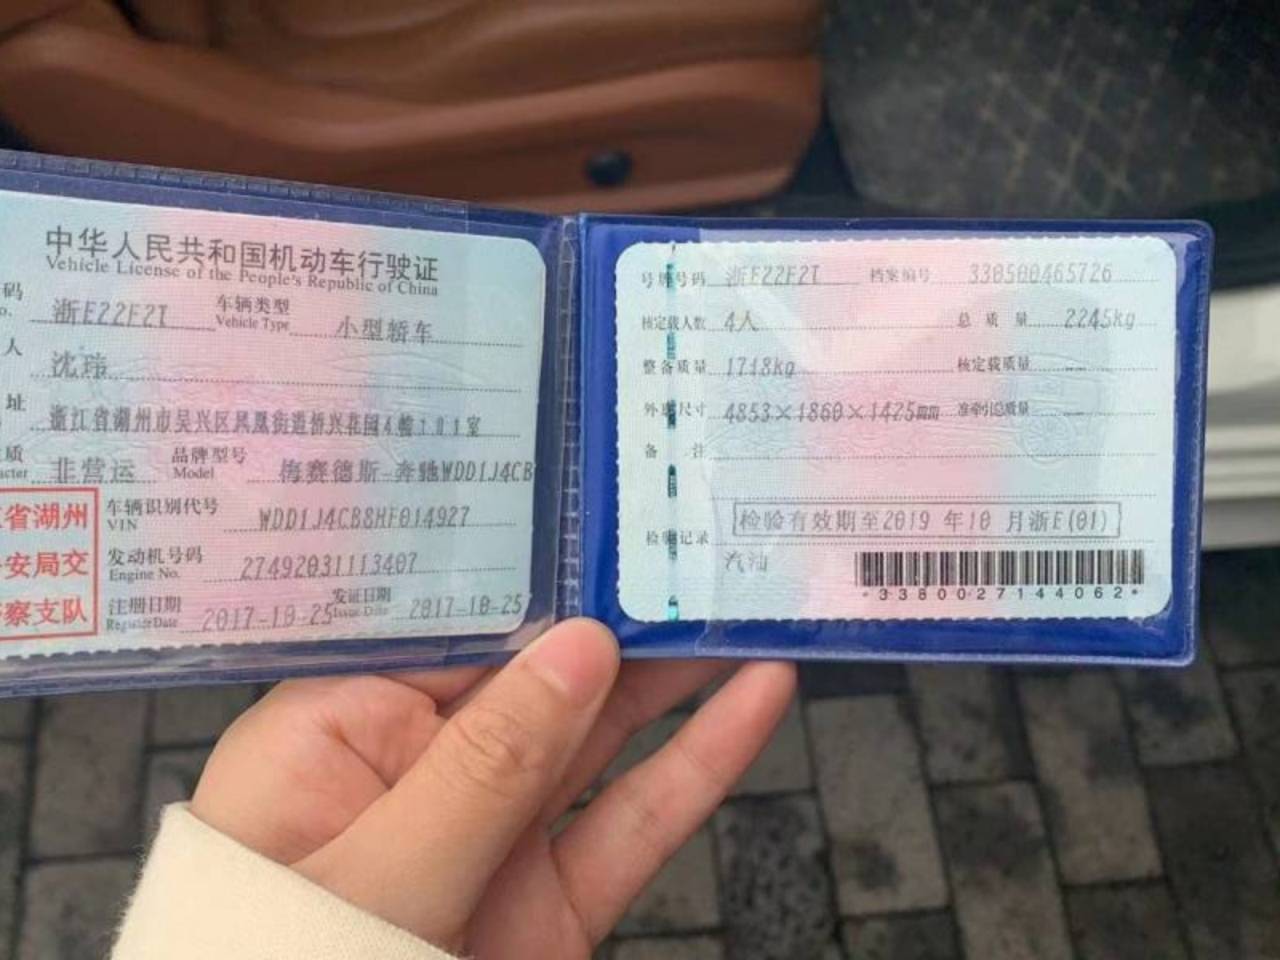 中华人民共和国机动车行驶证
Vehicle License of the People's Republic of China
码 浙E22F2T 车辆类型 小型轿车
o. Vehicle Type
人 沈玮
址 浙江省湖州市吴兴区凤凰街道桥兴花园4幢101室
质 非营运 品牌型号 梅赛德斯-奔驰WDD1J4CB
acter Model
省湖州
安局交
察支队
车辆识别代号 WDD1J4CB8HF014927
VIN
发动机号码 27492031113407
Engine No.
注册日期 2017-10-25 发证日期 2017-10-25
Register Date Issue Date
号牌号码 浙E22F2T 档案编号 330500465726
核定载人数 4人 总质量 2245kg
整备质量 1718kg 核定载质量 --
外廓尺寸 4853×1860×1425mm 准牵引总质量 --
备注
检验有效期至2019年10月浙E(01)
检验记录
汽油
*3380027144062*